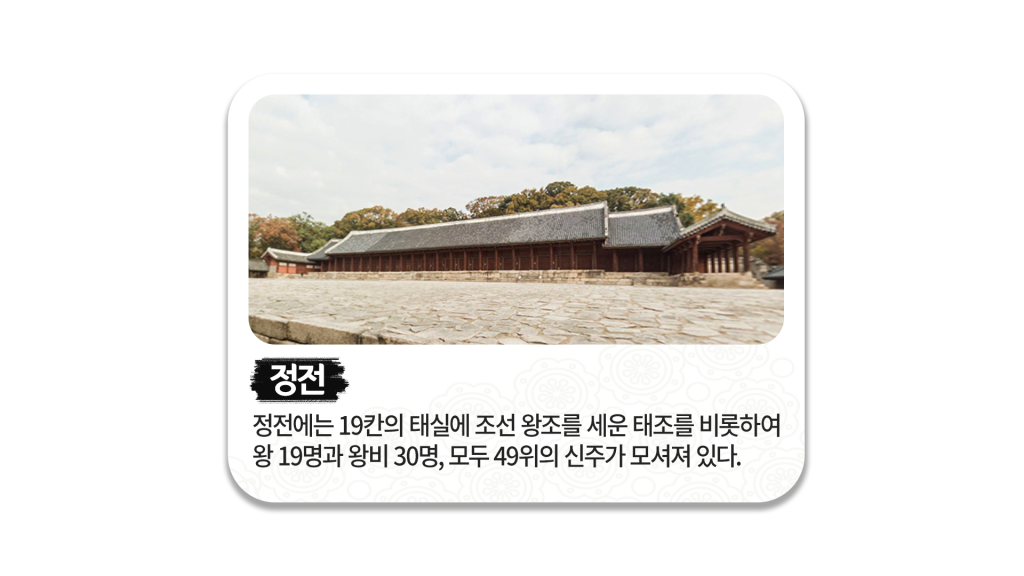 정전
정전에는 19칸의 태실에 조선 왕조를 세운 태조를 비롯하여
왕 19명과 왕비 30명, 모두 49위의 신주가 모셔져 있다.